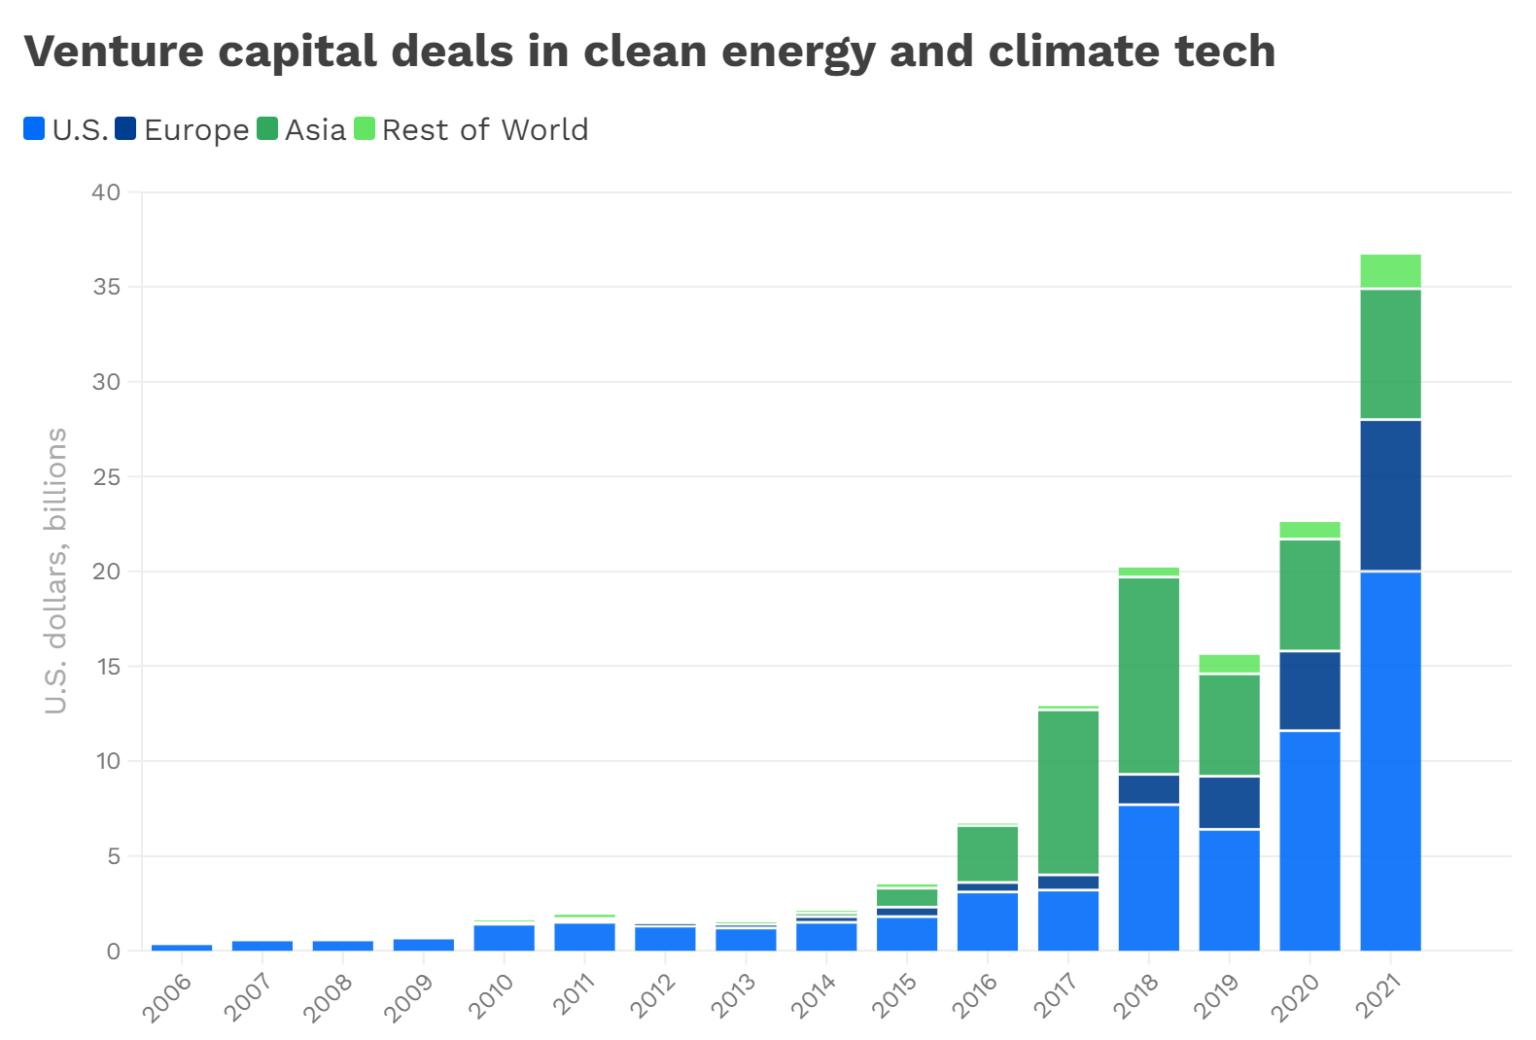 Venture capital deals in clean energy and climate tech
U.S. Europe Asia Rest of World
40
35
30
25
20
15
10
5
0
U.S. dollars, billions
2006 2007 2008 2009 2010 2011 2012 2013 2014 2015 2016 2017 2018 2019 2020 2021